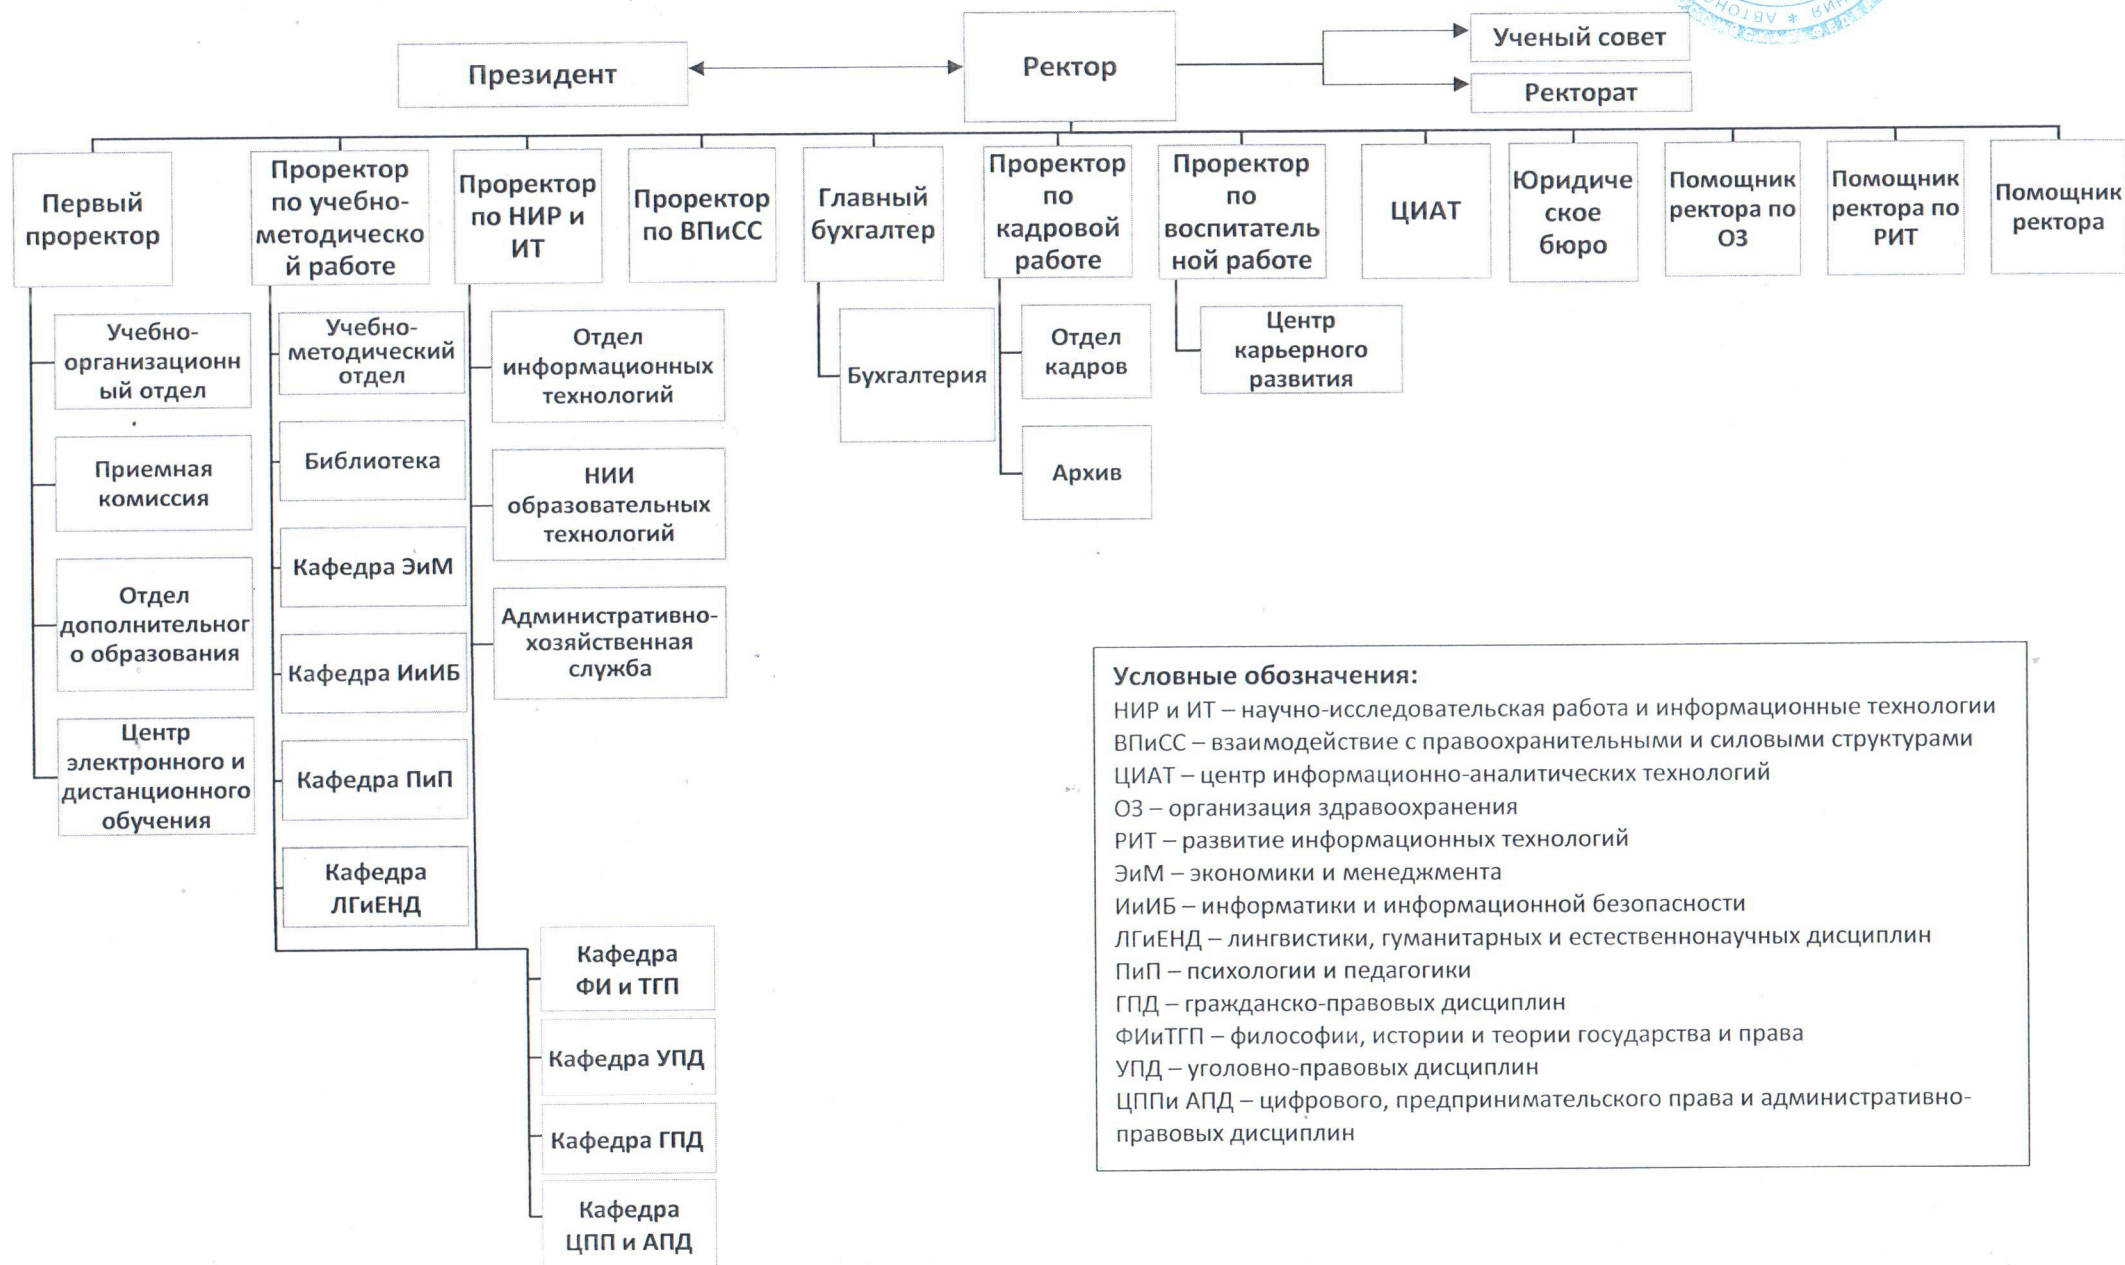 АВТОНО
Президент
Ректор
Ученый совет
Ректорат
Первый
проректор
Проректор
по учебно-
методическо
й работе
Проректор
по НИР и
ИТ
Проректор
по ВПиСС
Главный
бухгалтер
Проректор
по
кадровой
работе
Проректор
по
воспитатель
ной работе
ЦИАТ
Юридиче
ское
бюро
Помощник
ректора по
ОЗ
Помощник
ректора по
РИТ
Помощник
ректора
Учебно-
организационн
ый отдел
Приемная
комиссия
Отдел
дополнительног
о образования
Центр
электронного и
дистанционного
обучения
Учебно-
методический
отдел
Библиотека
Кафедра ЭиМ
Кафедра ИиИБ
Кафедра ПиП
Кафедра
ЛГиЕНД
Отдел
информационных
технологий
НИИ
образовательных
технологий
Административно-
хозяйственная
служба
Кафедра
ФИ и ТГП
Кафедра УПД
Кафедра ГПД
Кафедра
ЦПП и АПД
Бухгалтерия
Отдел
кадров
Архив
Центр
карьерного
развития
Условные обозначения:
НИР и ИТ – научно-исследовательская работа и информационные технологии
ВПиСС – взаимодействие с правоохранительными и силовыми структурами
ЦИАТ – центр информационно-аналитических технологий
ОЗ – организация здравоохранения
РИТ – развитие информационных технологий
ЭиМ – экономики и менеджмента
ИиИБ – информатики и информационной безопасности
ЛГиЕНД – лингвистики, гуманитарных и естественнонаучных дисциплин
ПиП – психологии и педагогики
ГПД – гражданско-правовых дисциплин
ФИиТГП – философии, истории и теории государства и права
УПД – уголовно-правовых дисциплин
ЦППи АПД – цифрового, предпринимательского права и административно-
правовых дисциплин